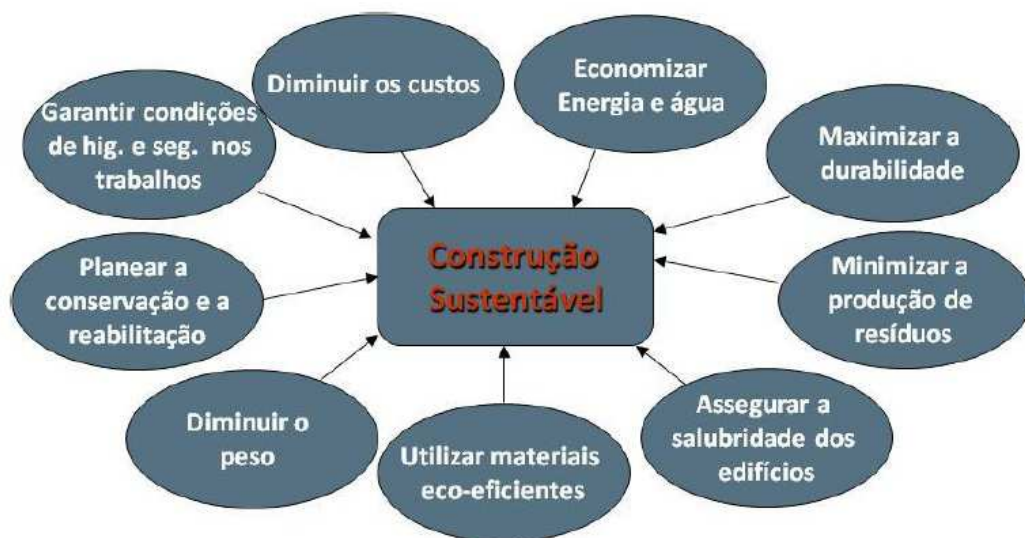 Diminuir os custos
Economizar
Energia e água
Garantir condições
de hig. e seg. nos
trabalhos
Maximizar a
durabilidade
Construção
Sustentável
Planear a
conservação e a
reabilitação
Minimizar a
produção de
resíduos
Diminuir o
peso
Utilizar materiais
eco-eficientes
Assegurar a
salubridade dos
edifícios